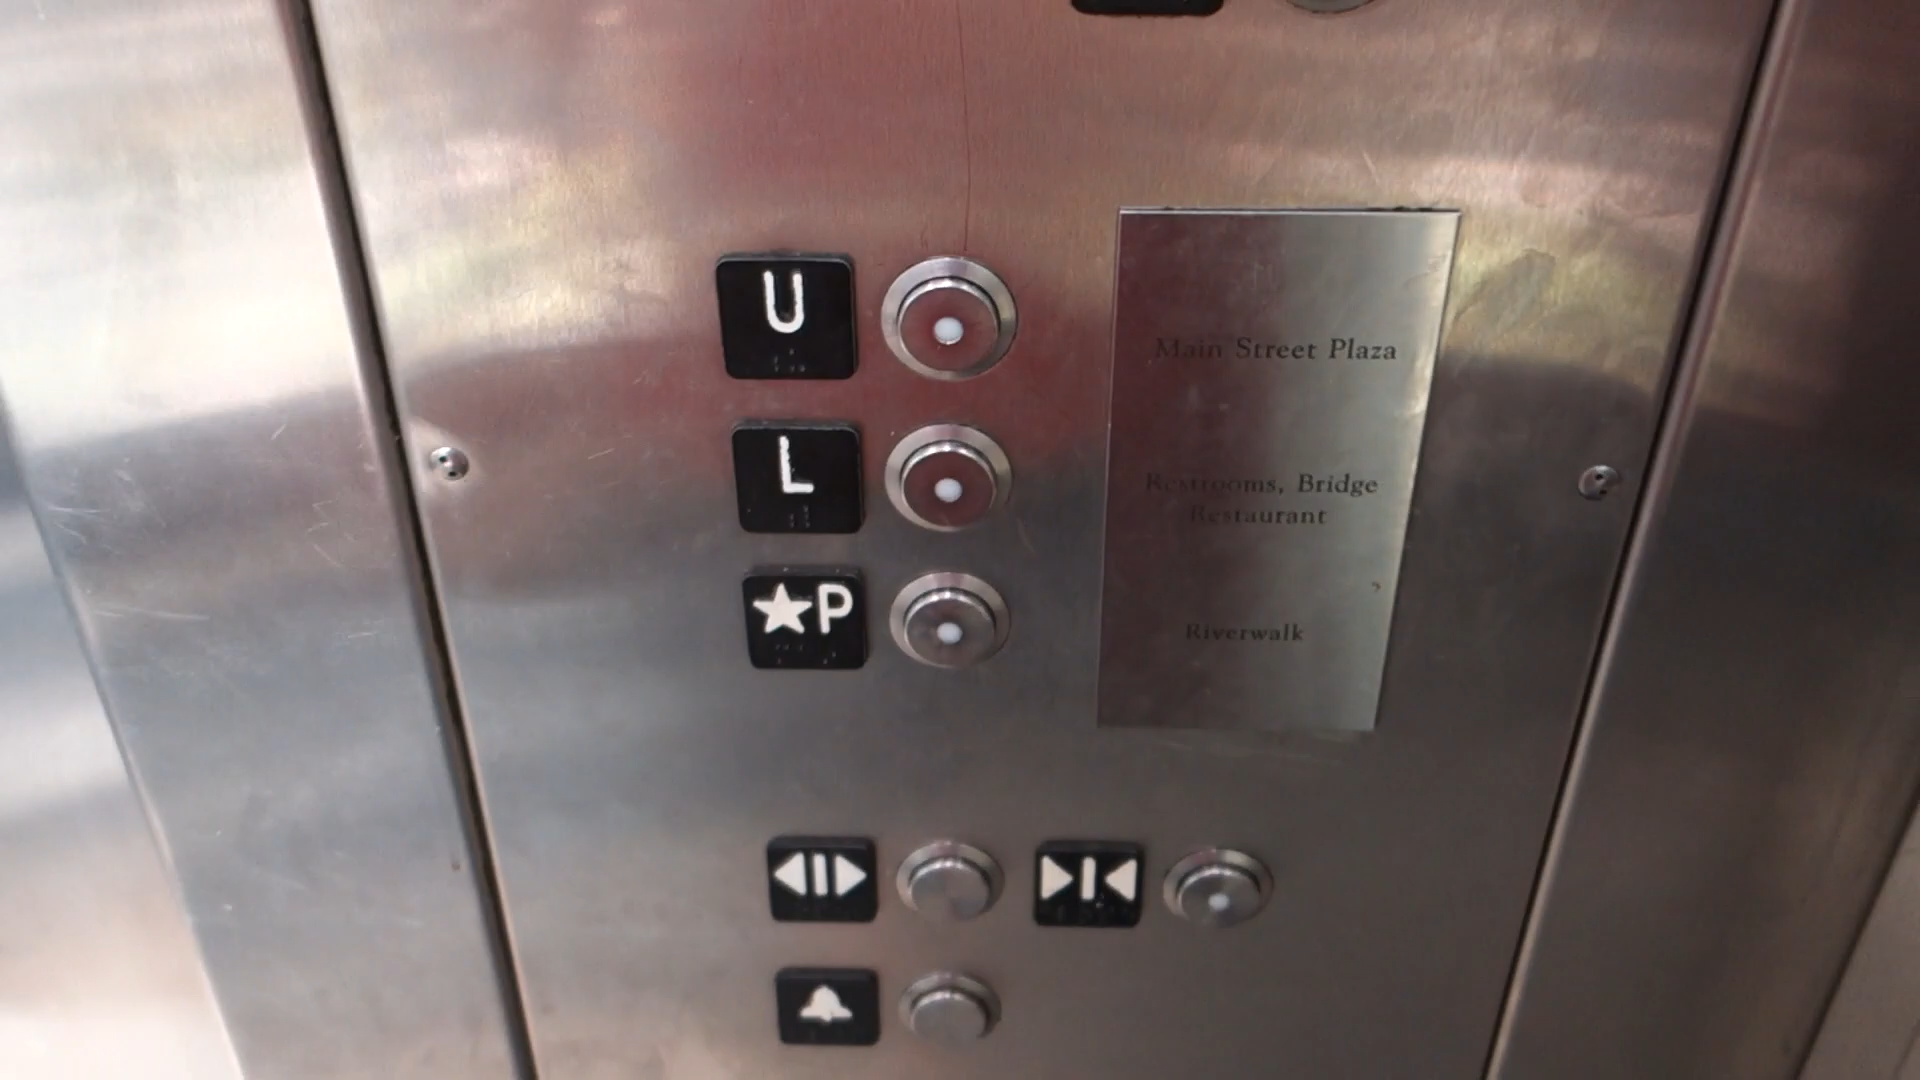 U
Main Street Plaza
L
Restrooms, Bridge
Restaurant
★P
Riverwalk